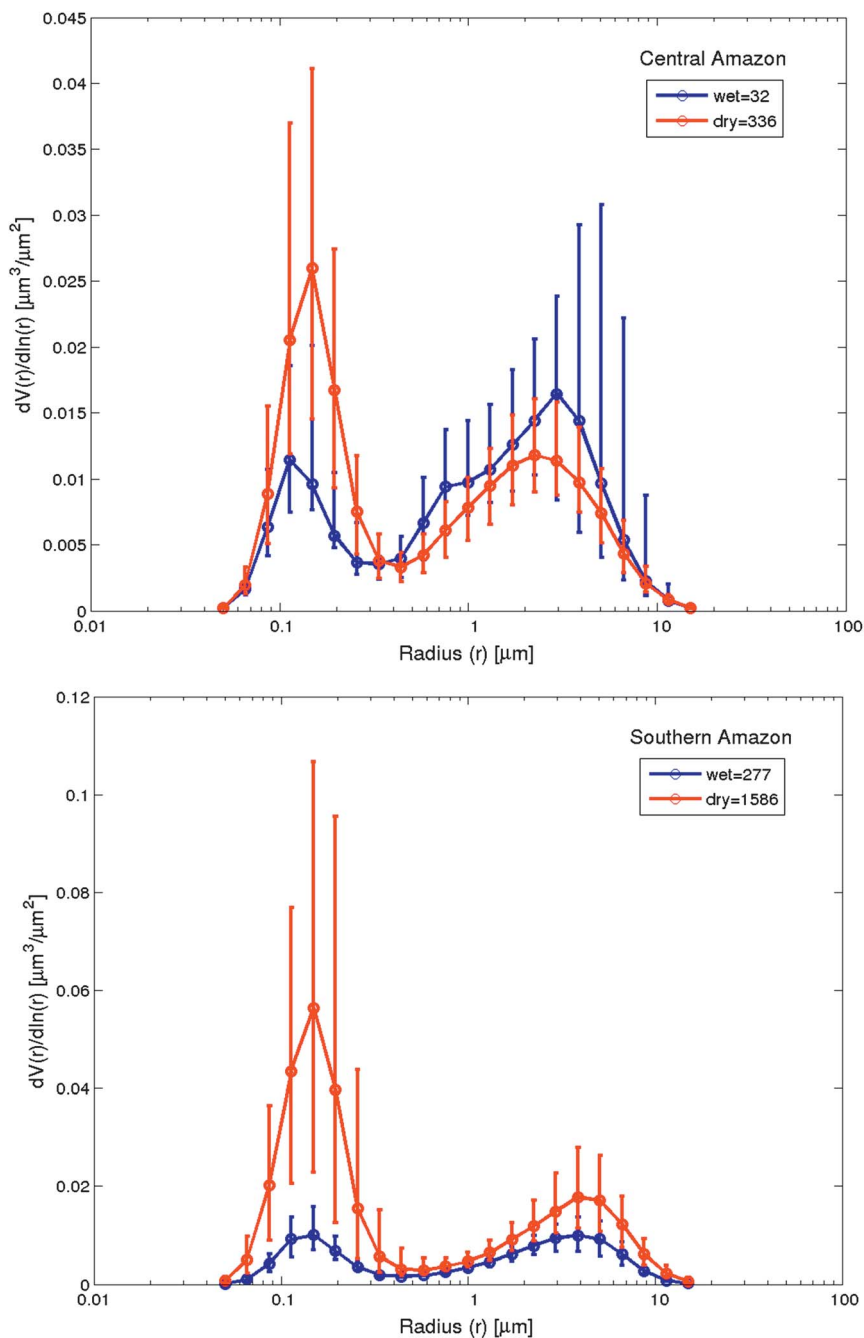 0.045
0.04
0.035
0.03
0.025
0.02
0.015
0.01
0.005
0
dV(r)/dln(r) [μm³/μm²]
Central Amazon
wet=32
dry=336
0.01 0.1 1 10 100
Radius (r) [μm]
0.12
0.1
0.08
0.06
0.04
0.02
0
dV(r)/dln(r) [μm³/μm²]
Southern Amazon
wet=277
dry=1586
0.01 0.1 1 10 100
Radius (r) [μm]